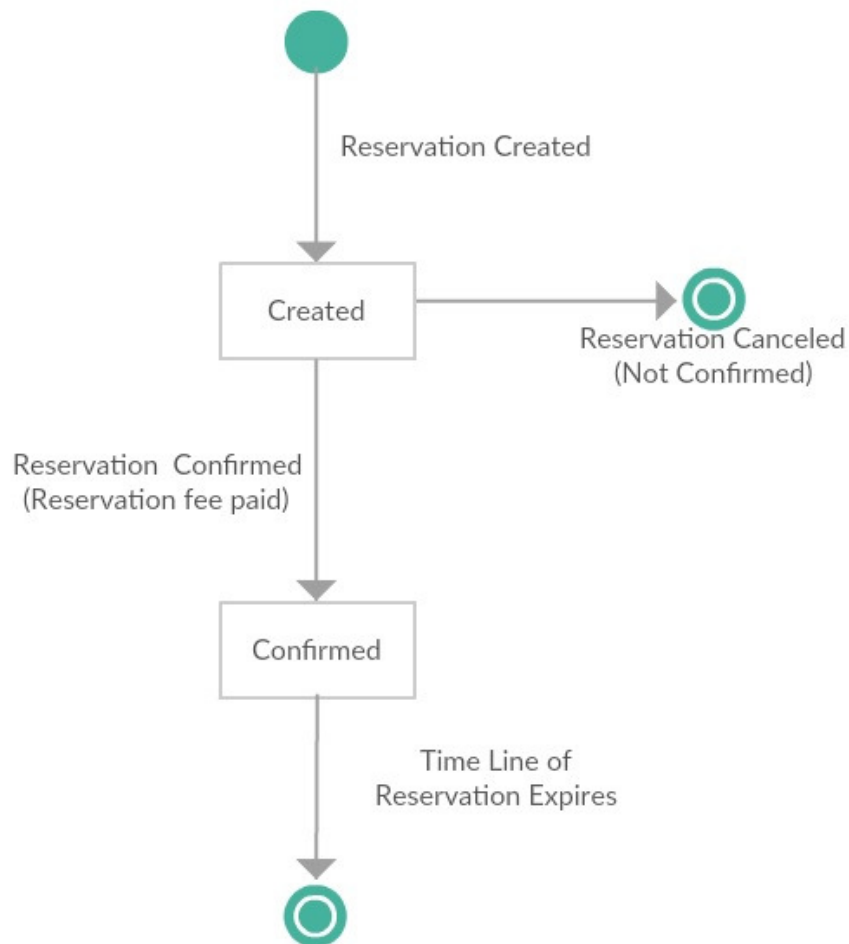 Reservation Created
Created
Reservation Canceled
(Not Confirmed)
Reservation Confirmed
(Reservation fee paid)
Confirmed
Time Line of
Reservation Expires